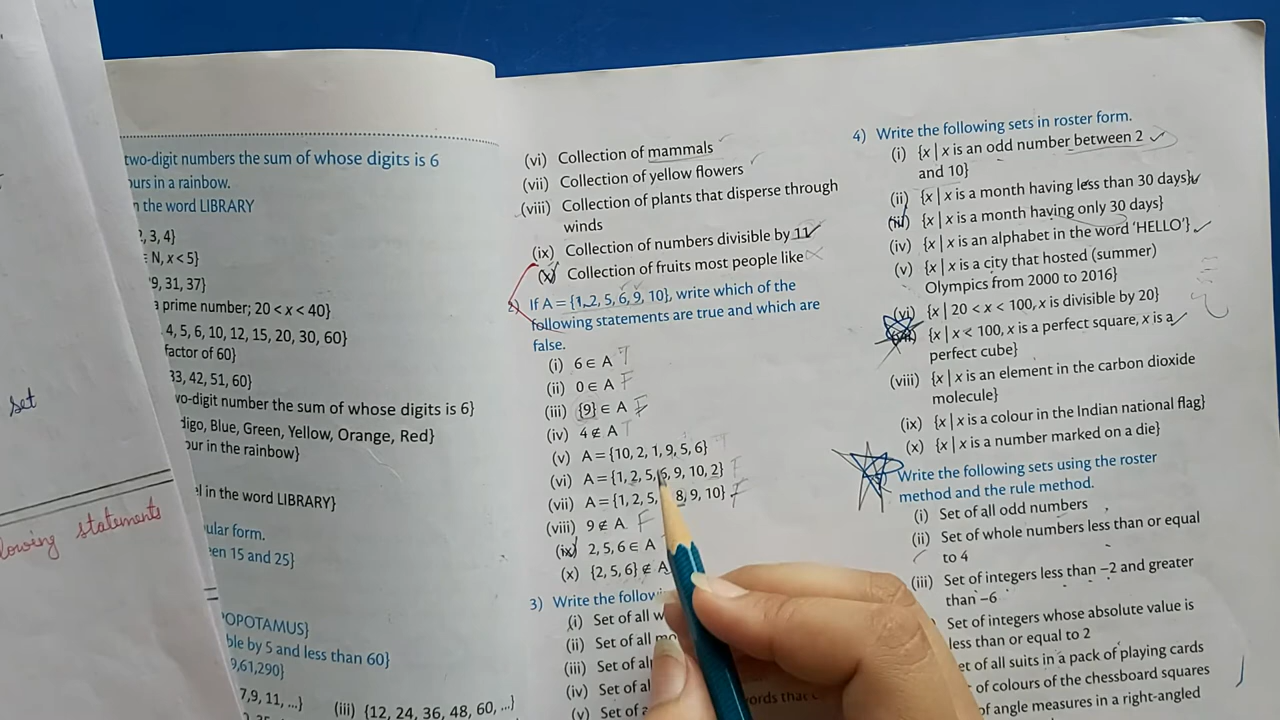 set
lowing statements
two-digit numbers the sum of whose digits is 6
urs in a rainbow.
n the word LIBRARY
2, 3, 4}
N, x < 5}
29, 31, 37}
a prime number; 20 < x < 40}
4, 5, 6, 10, 12, 15, 20, 30, 60}
factor of 60}
33, 42, 51, 60}
wo-digit number the sum of whose digits is 6}
digo, Blue, Green, Yellow, Orange, Red}
our in the rainbow}
el in the word LIBRARY}
ular form.
en 15 and 25}
OPOTAMUS}
ble by 5 and less than 60}
9,61,290}
7,9, 11, ...}
(iii) {12, 24, 36, 48, 60, ...}
(vi) Collection of mammals
(vii) Collection of yellow flowers
(viii) Collection of plants that disperse through
winds
(ix) Collection of numbers divisible by 11
(x) Collection of fruits most people like
2) If A = {1, 2, 5, 6, 9, 10}, write which of the
following statements are true and which are
false.
(i) 6 ∈ A T
(ii) 0 ∈ A F
(iii) {9} ∈ A F
(iv) 4 ∉ A T
(v) A = {10, 2, 1, 9, 5, 6} T
(vi) A = {1, 2, 5, 6, 9, 10, 2} F
(vii) A = {1, 2, 5, 8, 9, 10} F
(viii) 9 ∉ A F
(ix) 2, 5, 6 ∈ A
(x) {2, 5, 6} ∉ A
3) Write the
(i) Set of all
(ii) Set of all
(iii) Set of
(iv) Set of
(v) Set of
4) Write the following sets in roster form.
(i) {x | x is an odd number between 2
and 10}
(ii) {x | x is a month having less than 30 days}
(iii) {x | x is a month having only 30 days}
(iv) {x | x is an alphabet in the word 'HELLO'}
(v) {x | x is a city that hosted (summer)
Olympics from 2000 to 2016}
(vi) {x | 20 < x < 100, x is divisible by 20}
(vii) {x | x < 100, x is a perfect square, x is a
perfect cube}
(viii) {x | x is an element in the carbon dioxide
molecule}
(ix) {x | x is a colour in the Indian national flag}
(x) {x | x is a number marked on a die}
Write the following sets using the roster
method and the rule method.
(i) Set of all odd numbers
(ii) Set of whole numbers less than or equal
to 4
(iii) Set of integers less than −2 and greater
than −6
Set of integers whose absolute value is
less than or equal to 2
et of all suits in a pack of playing cards
of colours of the chessboard squares
of angle measures in a right-angled